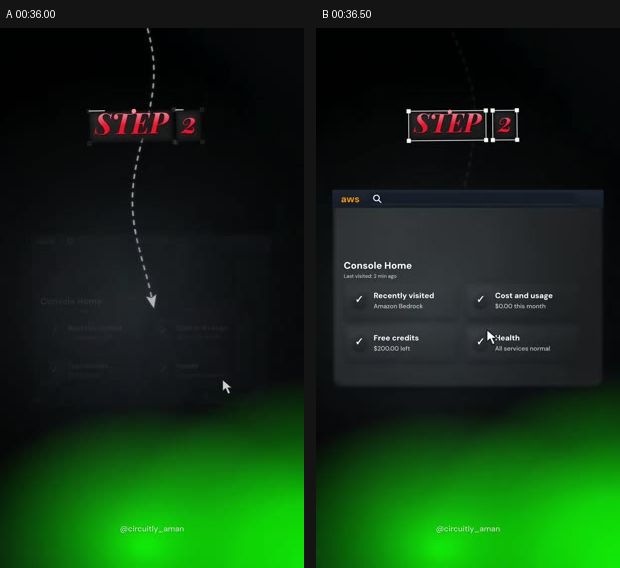 A 00:36.00
STEP 2
Console Home
@circuitly_aman
B 00:36.50
STEP 2
aws
Console Home
Last visited: 2 min ago
Recently visited
Amazon Bedrock
Cost and usage
$0.00 this month
Free credits
$200.00 left
Health
All services normal
@circuitly_aman